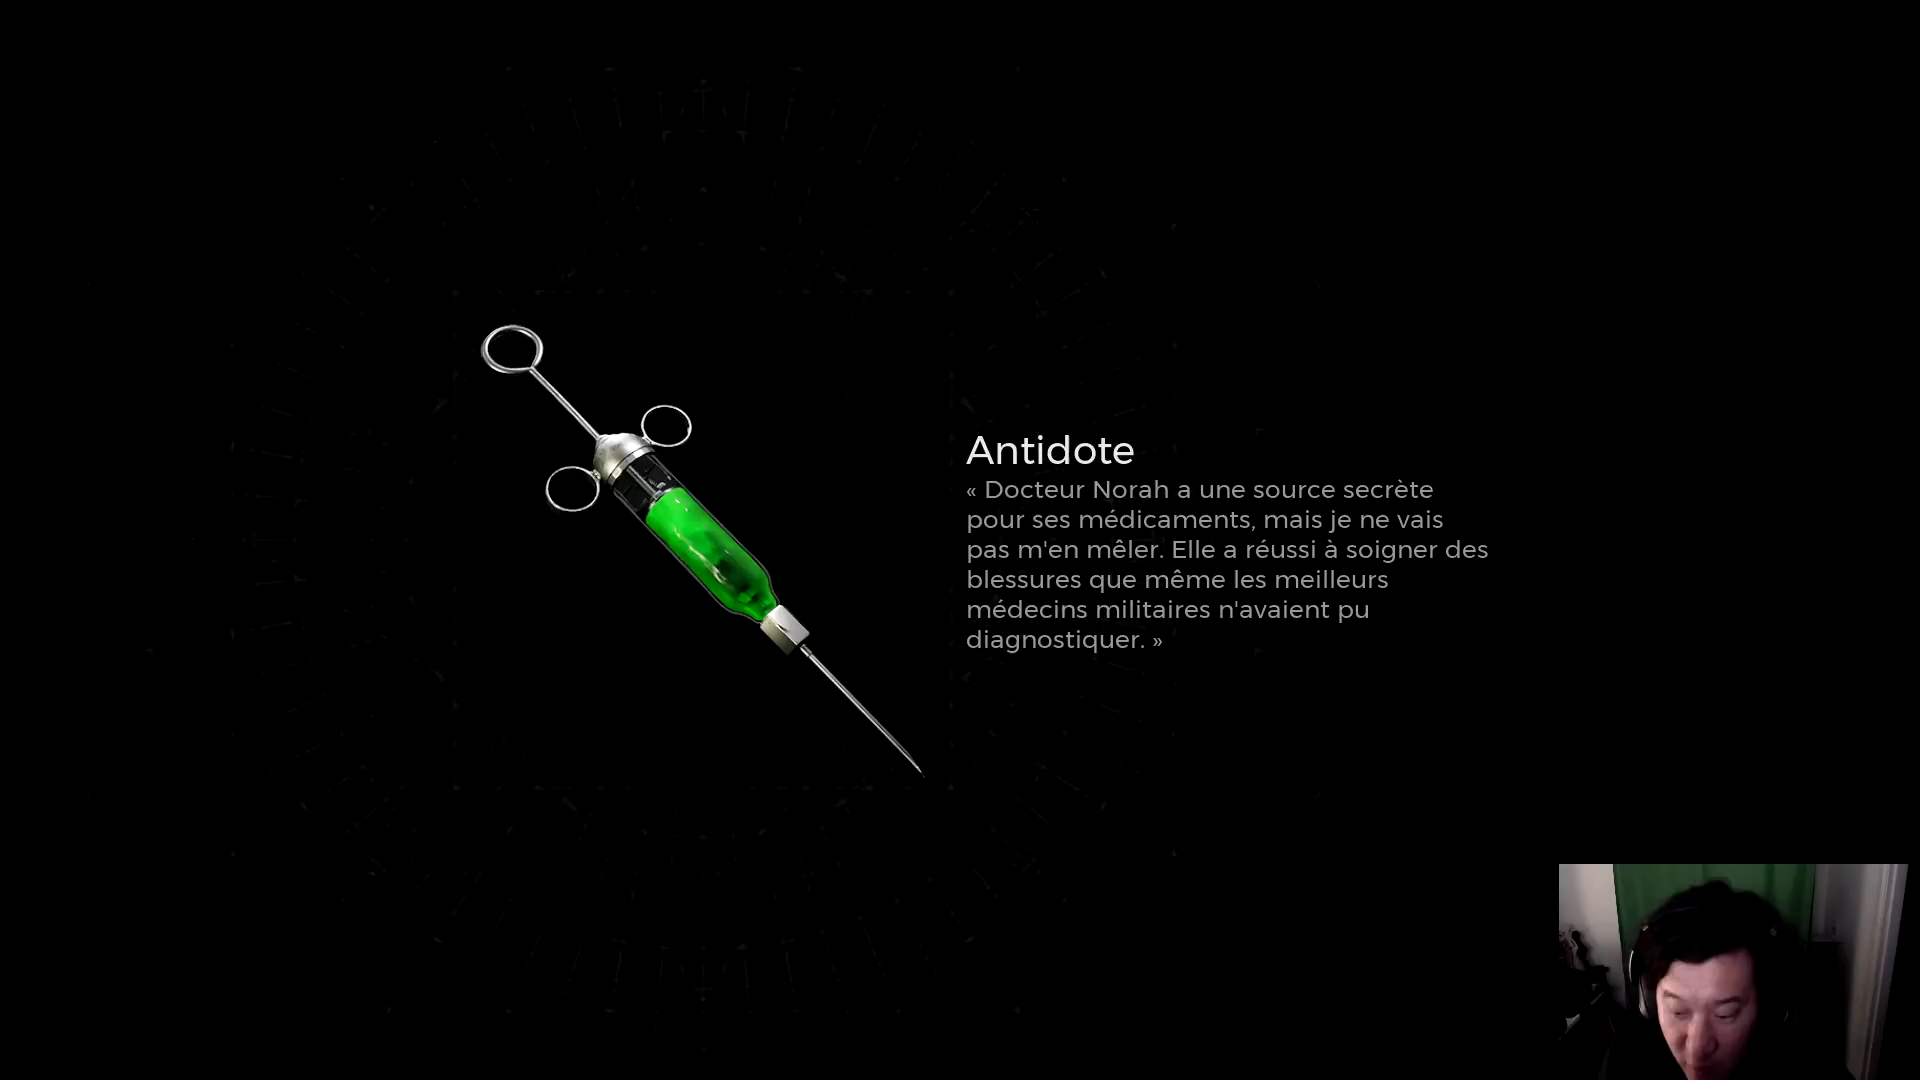 Antidote
« Docteur Norah a une source secrète
pour ses médicaments, mais je ne vais
pas m'en mêler. Elle a réussi à soigner des
blessures que même les meilleurs
médecins militaires n'avaient pu
diagnostiquer. »